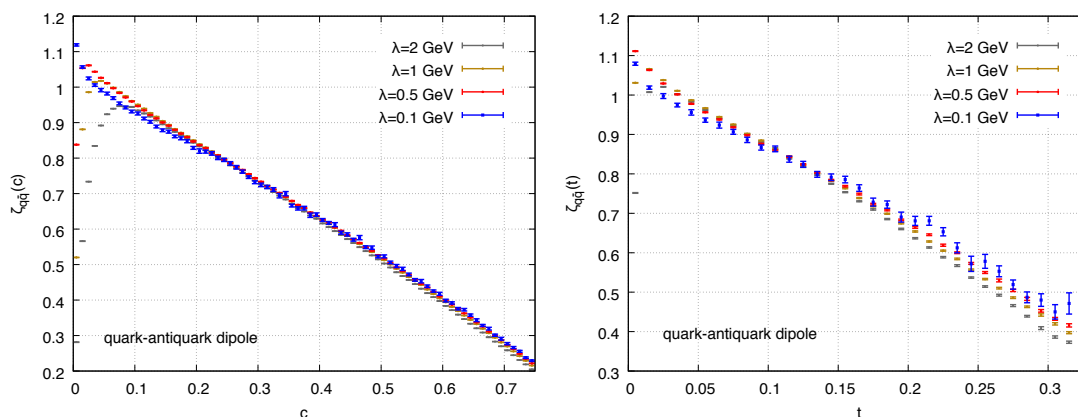 1.2
1.1
1
0.9
0.8
0.7
0.6
0.5
0.4
0.3
0.2
ζqq̄(c)
λ=2 GeV
λ=1 GeV
λ=0.5 GeV
λ=0.1 GeV
quark-antiquark dipole
0 0.1 0.2 0.3 0.4 0.5 0.6 0.7
c
1.2
1.1
1
0.9
0.8
0.7
0.6
0.5
0.4
0.3
ζqq̄(t)
λ=2 GeV
λ=1 GeV
λ=0.5 GeV
λ=0.1 GeV
quark-antiquark dipole
0 0.05 0.1 0.15 0.2 0.25 0.3
t